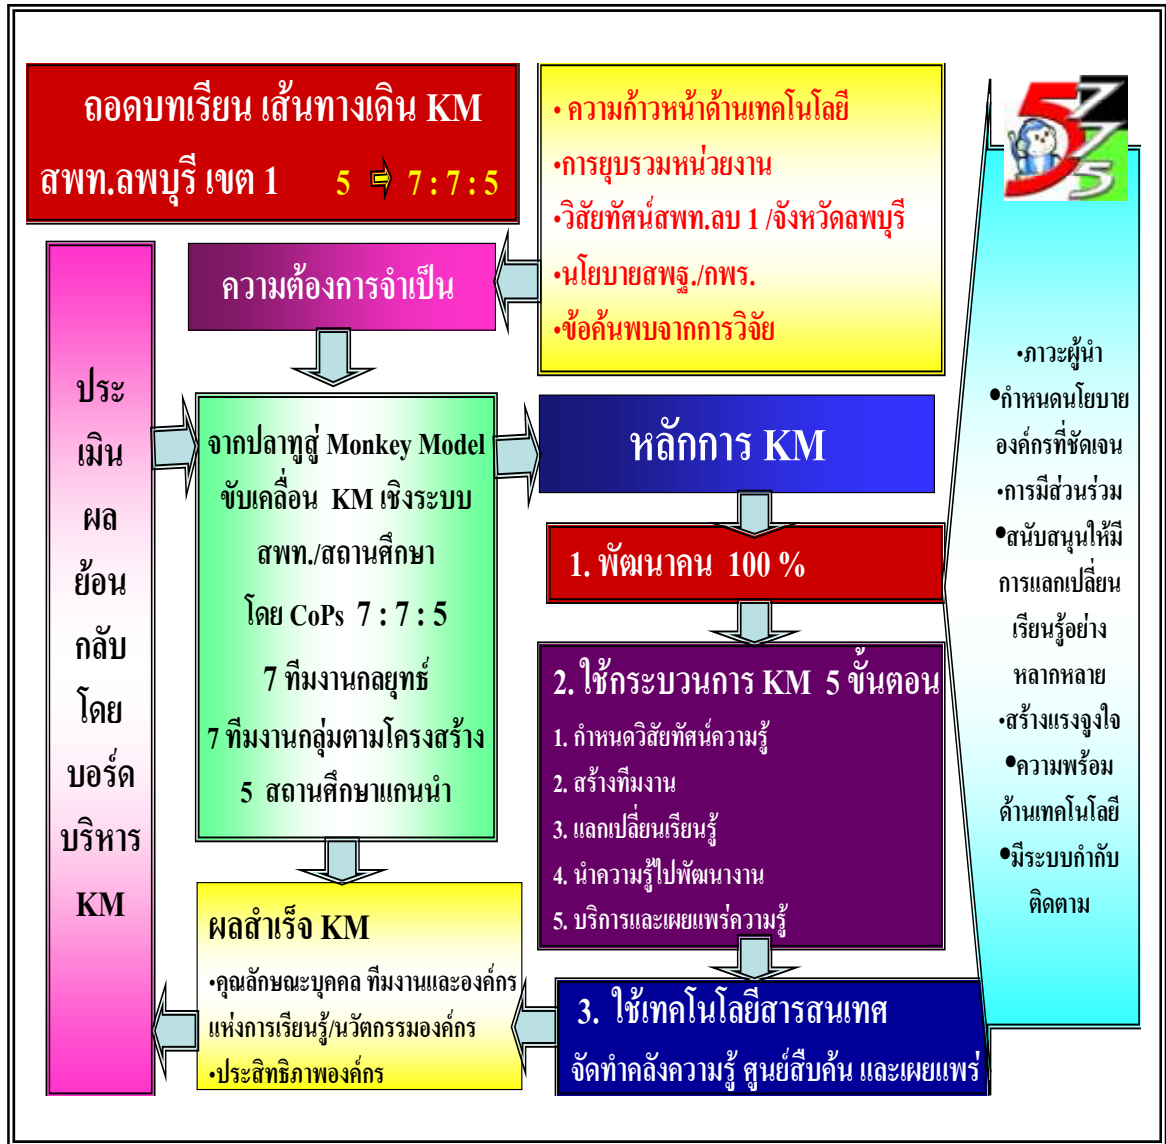 ถอดบทเรียน เส้นทางเดิน KM
สพท.ลพบุรี เขต 1 5 ⇨ 7 : 7 : 5
• ความก้าวหน้าด้านเทคโนโลยี
•การยุบรวมหน่วยงาน
•วิสัยทัศน์สพท.ลบ 1 /จังหวัดลพบุรี
•นโยบายสพฐ./กพร.
•ข้อค้นพบจากการวิจัย
5775
ความต้องการจำเป็น
ประ
เมิน
ผล
ย้อน
กลับ
โดย
บอร์ด
บริหาร
KM
จากปลาทูสู่ Monkey Model
ขับเคลื่อน KM เชิงระบบ
สพท./สถานศึกษา
โดย CoPs 7 : 7 : 5
7 ทีมงานกลยุทธ์
7 ทีมงานกลุ่มตามโครงสร้าง
5 สถานศึกษาแกนนำ
หลักการ KM
1. พัฒนาคน 100 %
2. ใช้กระบวนการ KM 5 ขั้นตอน
1. กำหนดวิสัยทัศน์ความรู้
2. สร้างทีมงาน
3. แลกเปลี่ยนเรียนรู้
4. นำความรู้ไปพัฒนางาน
5. บริการและเผยแพร่ความรู้
3. ใช้เทคโนโลยีสารสนเทศ
จัดทำคลังความรู้ ศูนย์สืบค้น และเผยแพร่
ผลสำเร็จ KM
•คุณลักษณะบุคคล ทีมงานและองค์กร
แห่งการเรียนรู้/นวัตกรรมองค์กร
•ประสิทธิภาพองค์กร
•ภาวะผู้นำ
•กำหนดนโยบาย
องค์กรที่ชัดเจน
•การมีส่วนร่วม
•สนับสนุนให้มี
การแลกเปลี่ยน
เรียนรู้อย่าง
หลากหลาย
•สร้างแรงจูงใจ
•ความพร้อม
ด้านเทคโนโลยี
•มีระบบกำกับ
ติดตาม